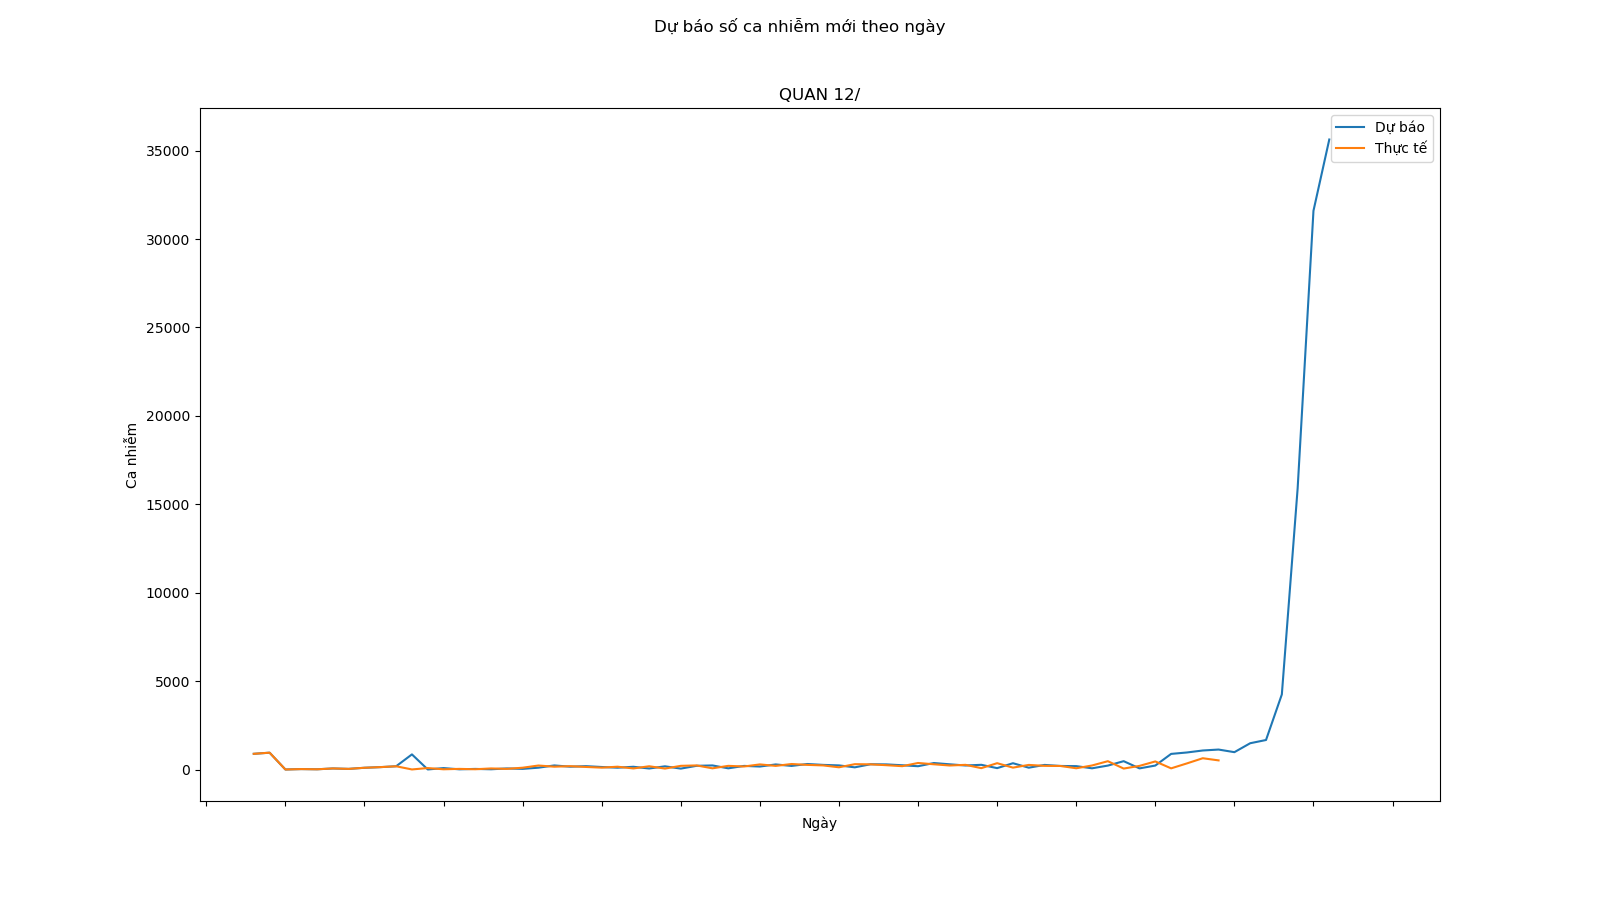 Dự báo số ca nhiễm mới theo ngày
QUAN 12/
Dự báo
Thực tế
35000
30000
25000
20000
15000
10000
5000
0
Ca nhiễm
Ngày